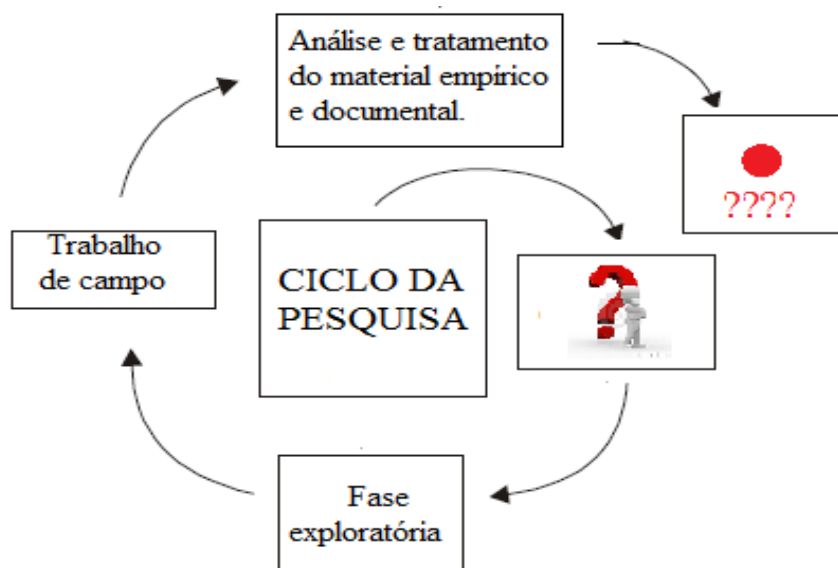 Análise e tratamento
do material empírico
e documental.
????
Trabalho
de campo
CICLO DA
PESQUISA
?
Fase
exploratória